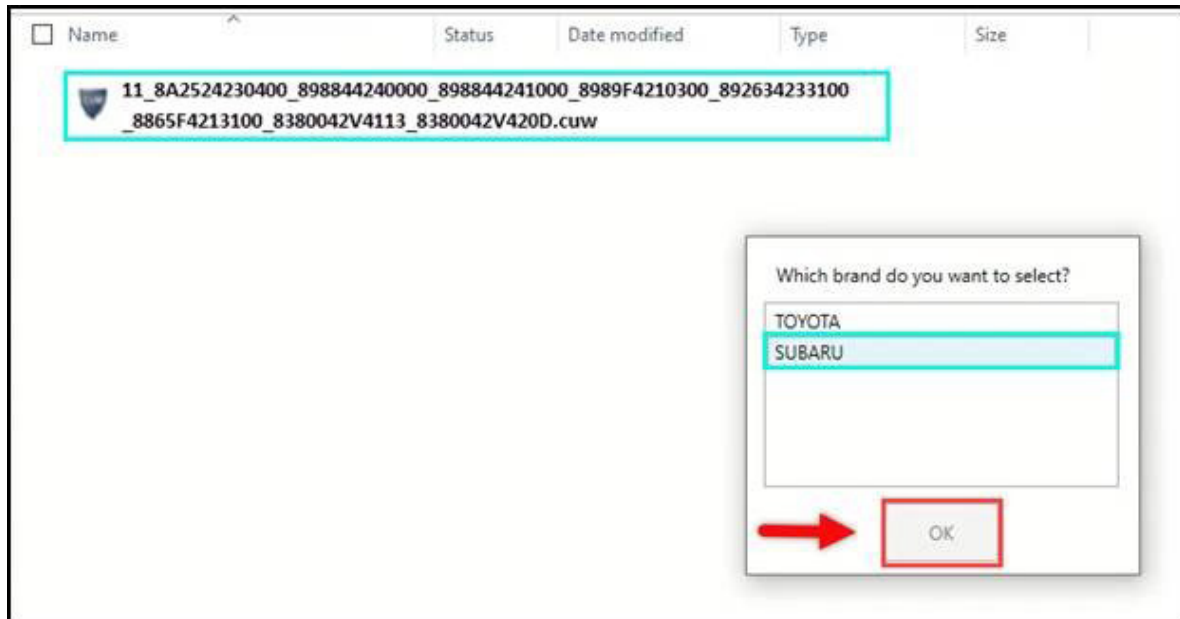 Name Status Date modified Type Size
11_8A2524230400_898844240000_898844241000_8989F4210300_892634233100
_8865F4213100_8380042V4113_8380042V420D.cuw
Which brand do you want to select?
TOYOTA
SUBARU
OK